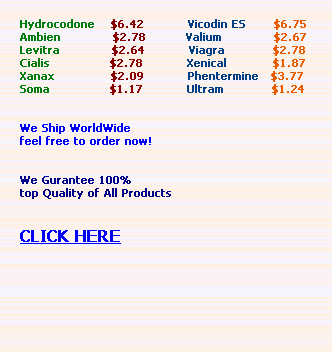 Hydrocodone $6.42 Vicodin ES $6.75
Ambien $2.78 Valium $2.67
Levitra $2.64 Viagra $2.78
Cialis $2.78 Xenical $1.87
Xanax $2.09 Phentermine $3.77
Soma $1.17 Ultram $1.24
We Ship WorldWide
feel free to order now!
We Gurantee 100%
top Quality of All Products
CLICK HERE